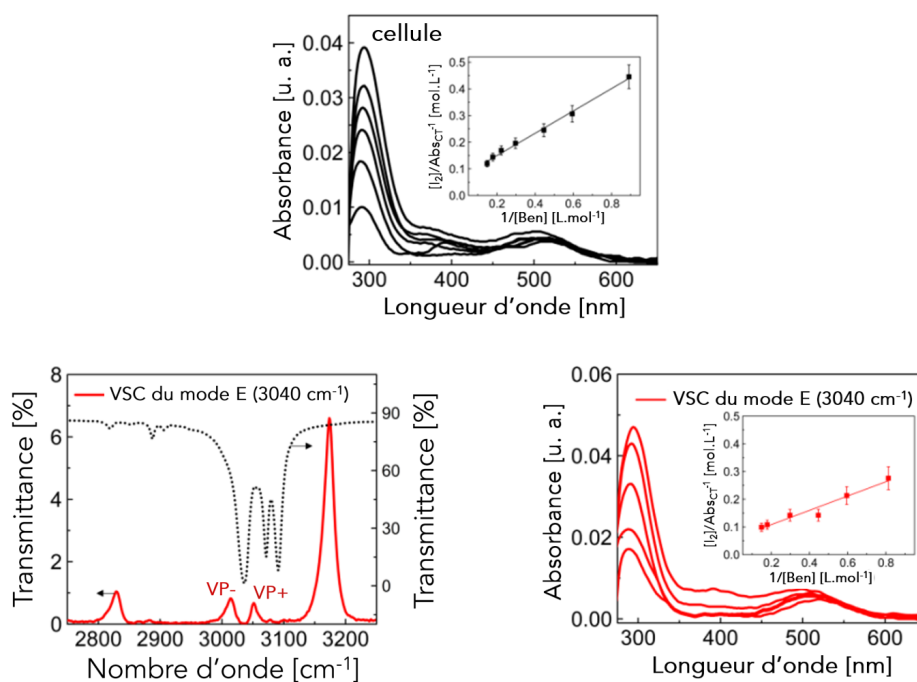 cellule
Absorbance [u. a.]
0.04
0.03
0.02
0.01
0.00
300 400 500 600
Longueur d’onde [nm]
[I₂]/Abs_CT⁻¹ [mol.L⁻¹]
0.5
0.4
0.3
0.2
0.1
0.0
0.2 0.4 0.6 0.8
1/[Ben] [L.mol⁻¹]
Transmittance [%]
8
6
4
2
0
VSC du mode E (3040 cm⁻¹)
VP- VP+
2750 2900 3050 3200
Nombre d’onde [cm⁻¹]
90
60
30
0
Transmittance [%]
Absorbance [u. a.]
0.06
0.04
0.02
0.00
VSC du mode E (3040 cm⁻¹)
300 400 500 600
Longueur d’onde [nm]
[I₂]/Abs_CT⁻¹ [mol.L⁻¹]
0.5
0.4
0.3
0.2
0.1
0.0
0.2 0.4 0.6 0.8
1/[Ben] [L.mol⁻¹]